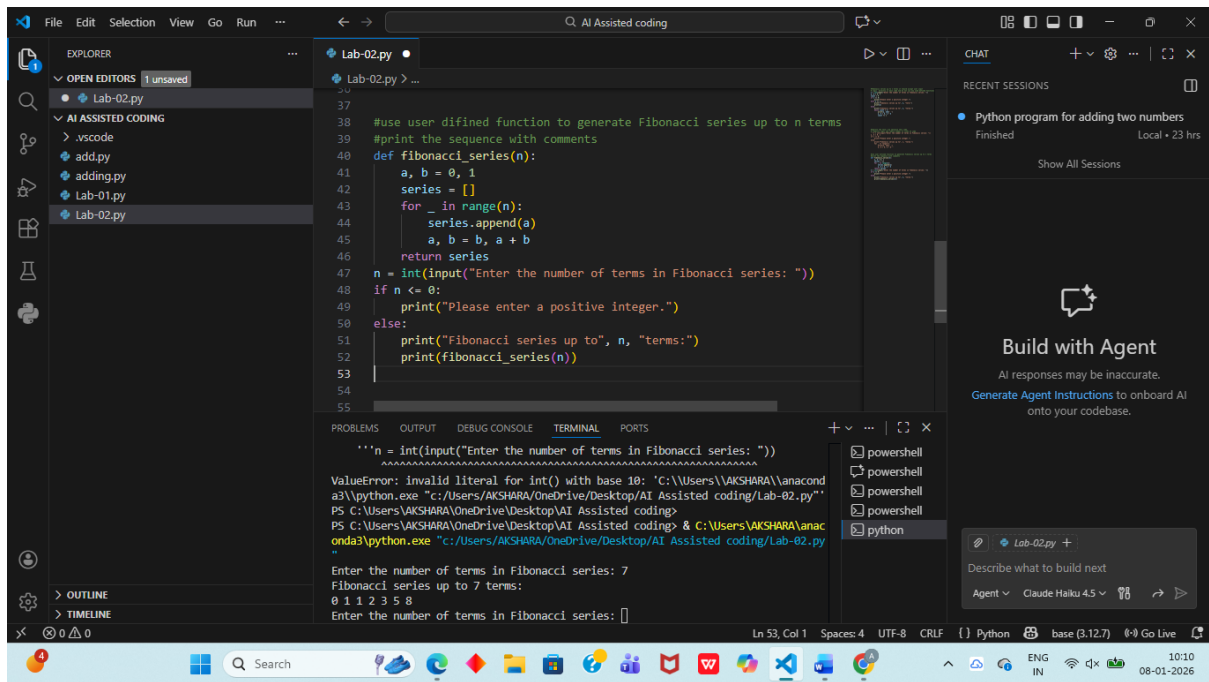 File Edit Selection View Go Run ···
AI Assisted coding
EXPLORER ···
OPEN EDITORS 1 unsaved
Lab-02.py
AI ASSISTED CODING
.vscode
add.py
adding.py
Lab-01.py
Lab-02.py
OUTLINE
TIMELINE
Lab-02.py
Lab-02.py > ...
36
37
38 #use user difined function to generate Fibonacci series up to n terms
39 #print the sequence with comments
40 def fibonacci_series(n):
41 a, b = 0, 1
42 series = []
43 for _ in range(n):
44 series.append(a)
45 a, b = b, a + b
46 return series
47 n = int(input("Enter the number of terms in Fibonacci series: "))
48 if n <= 0:
49 print("Please enter a positive integer.")
50 else:
51 print("Fibonacci series up to", n, "terms:")
52 print(fibonacci_series(n))
53
54
55
PROBLEMS OUTPUT DEBUG CONSOLE TERMINAL PORTS
'''n = int(input("Enter the number of terms in Fibonacci series: "))
^^^^^^^^^^^^^^^^^^^^^^^^^^^^^^^^^^^^^^^^^^^^^^^^^^^^^^^^^
ValueError: invalid literal for int() with base 10: 'C:\\Users\\AKSHARA\\anacond
a3\\python.exe "c:/Users/AKSHARA/OneDrive/Desktop/AI Assisted coding/Lab-02.py"'
PS C:\Users\AKSHARA\OneDrive\Desktop\AI Assisted coding>
PS C:\Users\AKSHARA\OneDrive\Desktop\AI Assisted coding> & C:\Users\AKSHARA\anac
onda3\python.exe "c:/Users/AKSHARA/OneDrive/Desktop/AI Assisted coding/Lab-02.py
"
Enter the number of terms in Fibonacci series: 7
Fibonacci series up to 7 terms:
0 1 1 2 3 5 8
Enter the number of terms in Fibonacci series:
powershell
powershell
powershell
powershell
python
CHAT
RECENT SESSIONS
Python program for adding two numbers
Finished Local • 23 hrs
Show All Sessions
Build with Agent
AI responses may be inaccurate.
Generate Agent Instructions to onboard AI
onto your codebase.
Lab-02.py
Describe what to build next
Agent Claude Haiku 4.5
0 0 Ln 53, Col 1 Spaces: 4 UTF-8 CRLF {} Python base (3.12.7) Go Live
4 Search ENG
IN
10:10
08-01-2026